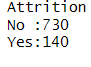 Attrition
No :730
Yes:140